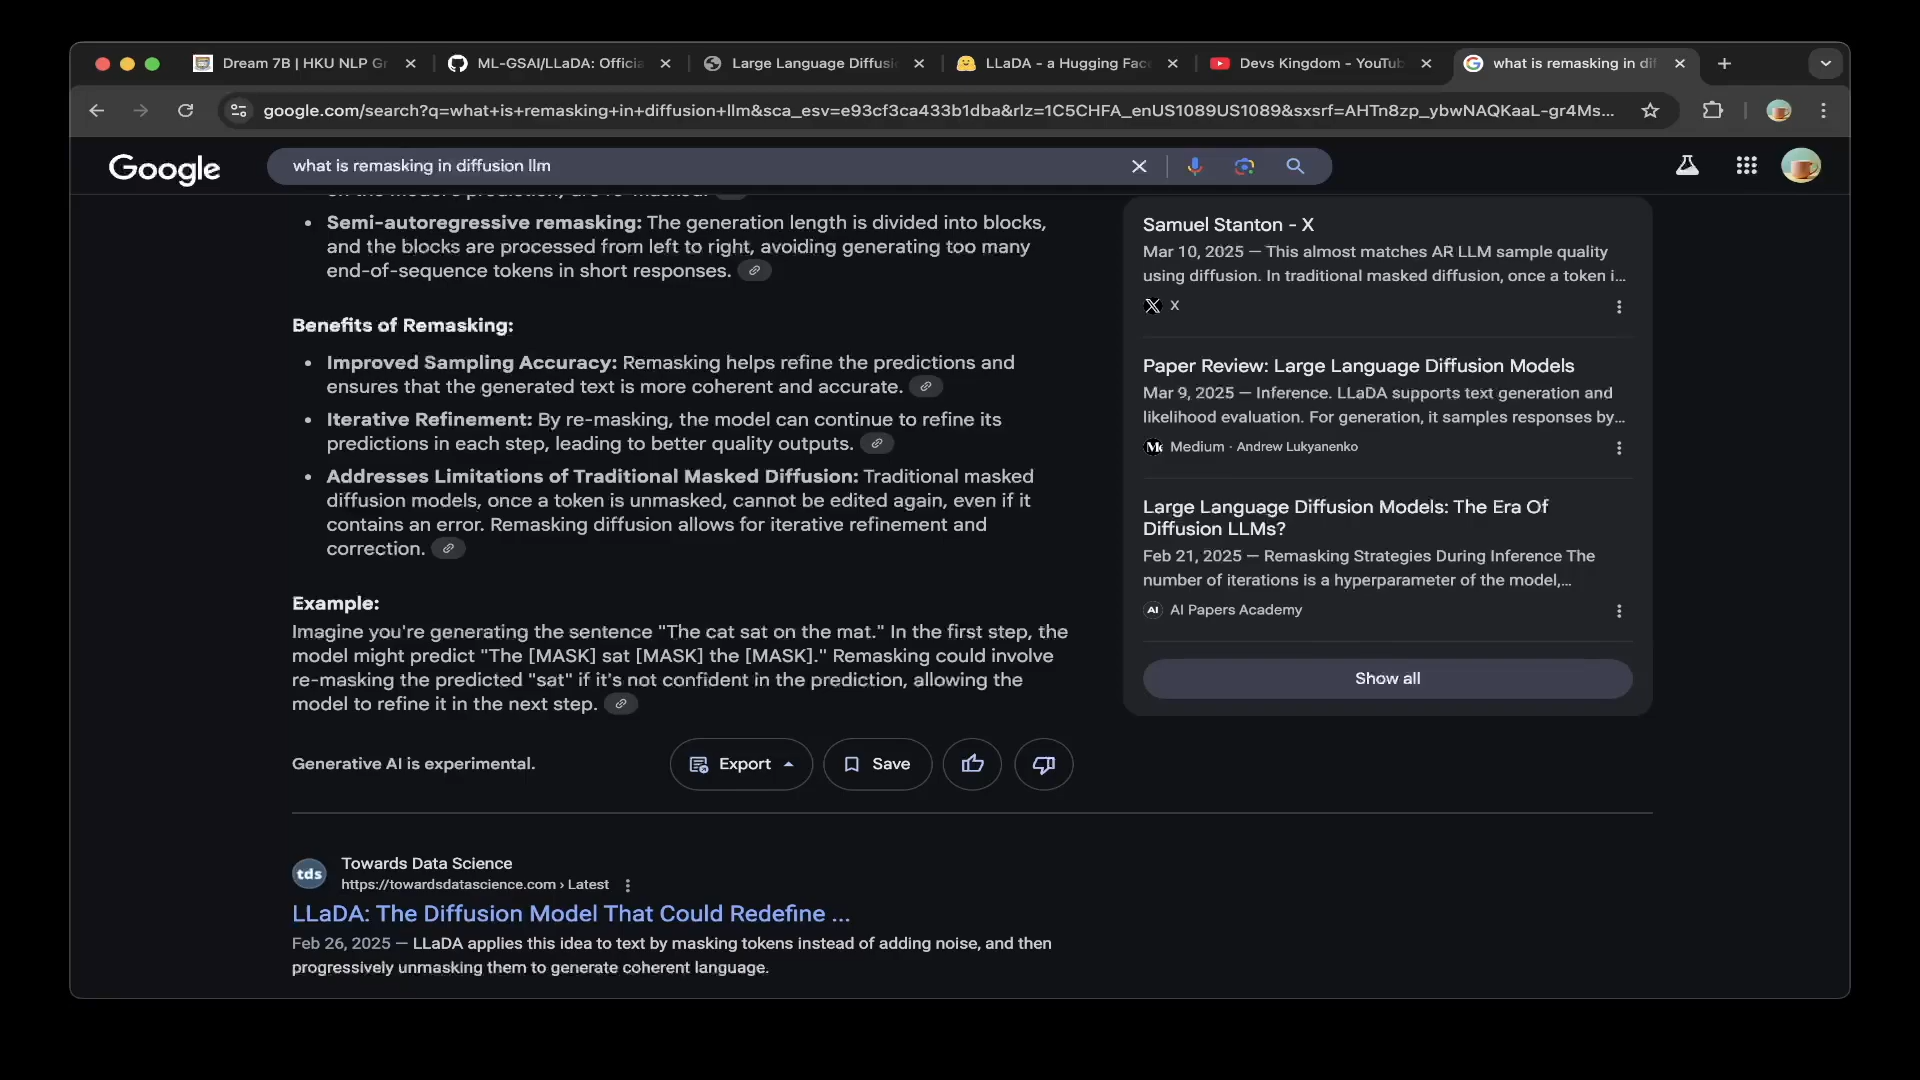 Dream 7B | HKU NLP Gr
ML-GSAI/LLaDA: Officia
Large Language Diffusi
LLaDA - a Hugging Fac
Devs Kingdom - YouTub
what is remasking in dif
google.com/search?q=what+is+remasking+in+diffusion+llm&sca_esv=e93cf3ca433b1dba&rlz=1C5CHFA_enUS1089US1089&sxsrf=AHTn8zp_ybwNAQKaaL-gr4Ms...
Google
what is remasking in diffusion llm
on the model's prediction, are re-masked.
• Semi-autoregressive remasking: The generation length is divided into blocks,
and the blocks are processed from left to right, avoiding generating too many
end-of-sequence tokens in short responses.
Benefits of Remasking:
• Improved Sampling Accuracy: Remasking helps refine the predictions and
ensures that the generated text is more coherent and accurate.
• Iterative Refinement: By re-masking, the model can continue to refine its
predictions in each step, leading to better quality outputs.
• Addresses Limitations of Traditional Masked Diffusion: Traditional masked
diffusion models, once a token is unmasked, cannot be edited again, even if it
contains an error. Remasking diffusion allows for iterative refinement and
correction.
Example:
Imagine you're generating the sentence "The cat sat on the mat." In the first step, the
model might predict "The [MASK] sat [MASK] the [MASK]." Remasking could involve
re-masking the predicted "sat" if it's not confident in the prediction, allowing the
model to refine it in the next step.
Generative AI is experimental.
Export
Save
Samuel Stanton - X
Mar 10, 2025 — This almost matches AR LLM sample quality
using diffusion. In traditional masked diffusion, once a token i...
X
Paper Review: Large Language Diffusion Models
Mar 9, 2025 — Inference. LLaDA supports text generation and
likelihood evaluation. For generation, it samples responses by...
Medium · Andrew Lukyanenko
Large Language Diffusion Models: The Era Of
Diffusion LLMs?
Feb 21, 2025 — Remasking Strategies During Inference The
number of iterations is a hyperparameter of the model,...
AI AI Papers Academy
Show all
tds
Towards Data Science
https://towardsdatascience.com › Latest
LLaDA: The Diffusion Model That Could Redefine ...
Feb 26, 2025 — LLaDA applies this idea to text by masking tokens instead of adding noise, and then
progressively unmasking them to generate coherent language.